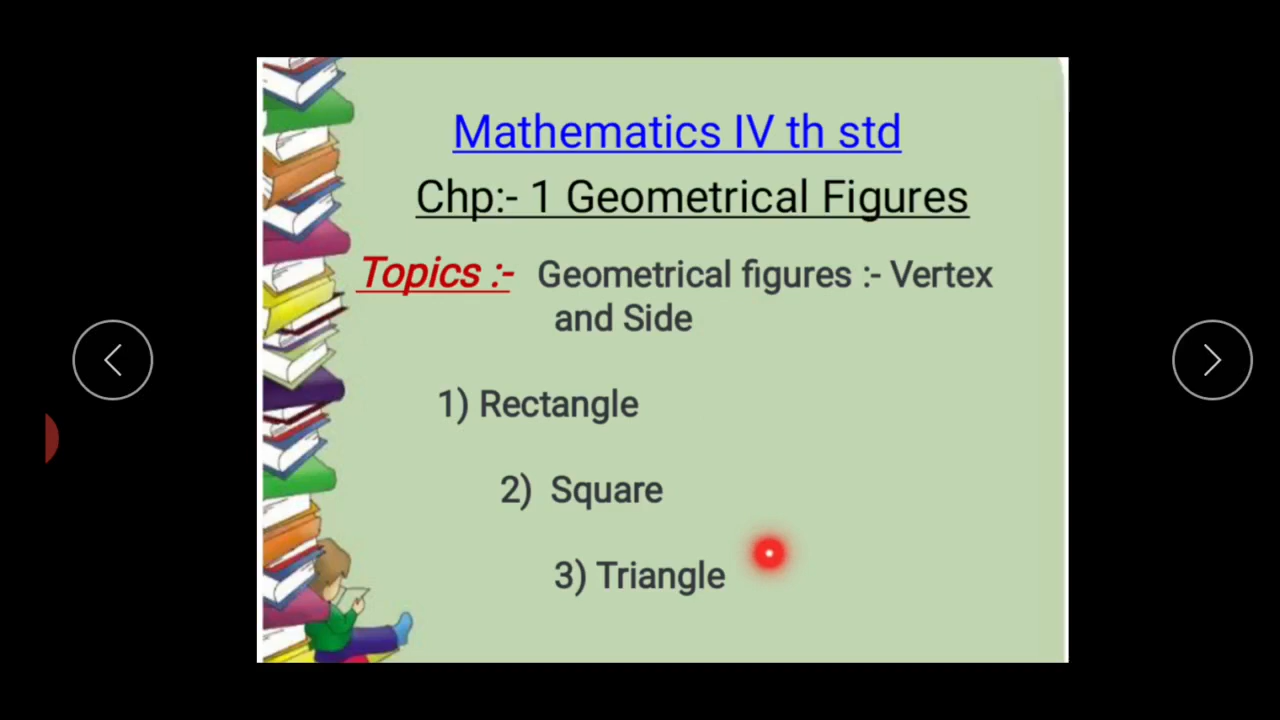 Mathematics IV th std
Chp:- 1 Geometrical Figures
Topics :- Geometrical figures :- Vertex
and Side
1) Rectangle
2) Square
3) Triangle